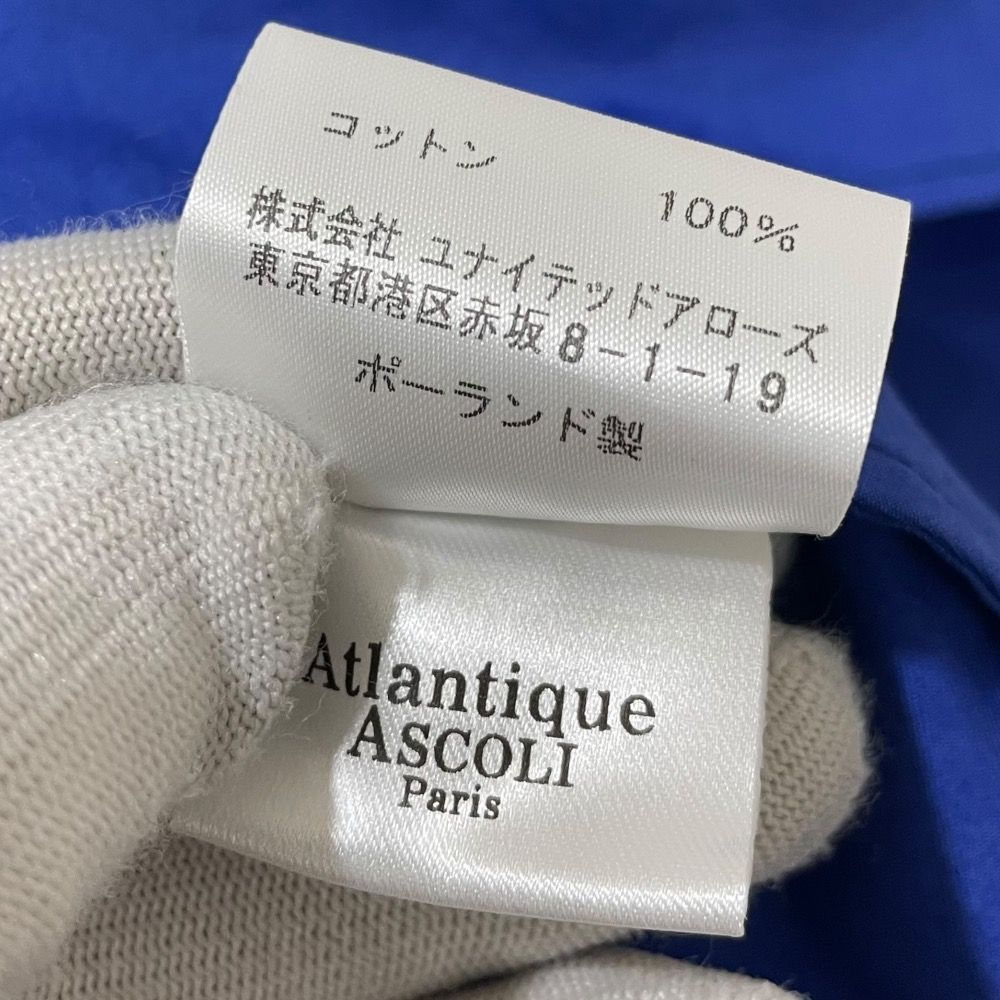 コットン 100%
株式会社 ユナイテッドアローズ
東京都港区赤坂8-1-19
ポーランド製
Atlantique
ASCOLI
Paris